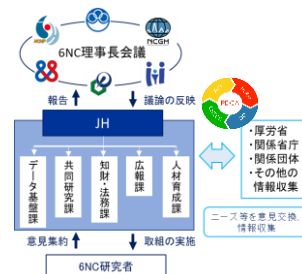 NCGM
6NC理事長会議
報告
議論の反映
JH
データ基盤課
共同研究課
知財・法務課
広報課
人材育成課
PDCA
・厚労省
・関係省庁
・関係団体
・その他の
情報収集
ニーズ等を意見交換、
情報収集
意見集約
取組の実施
6NC研究者